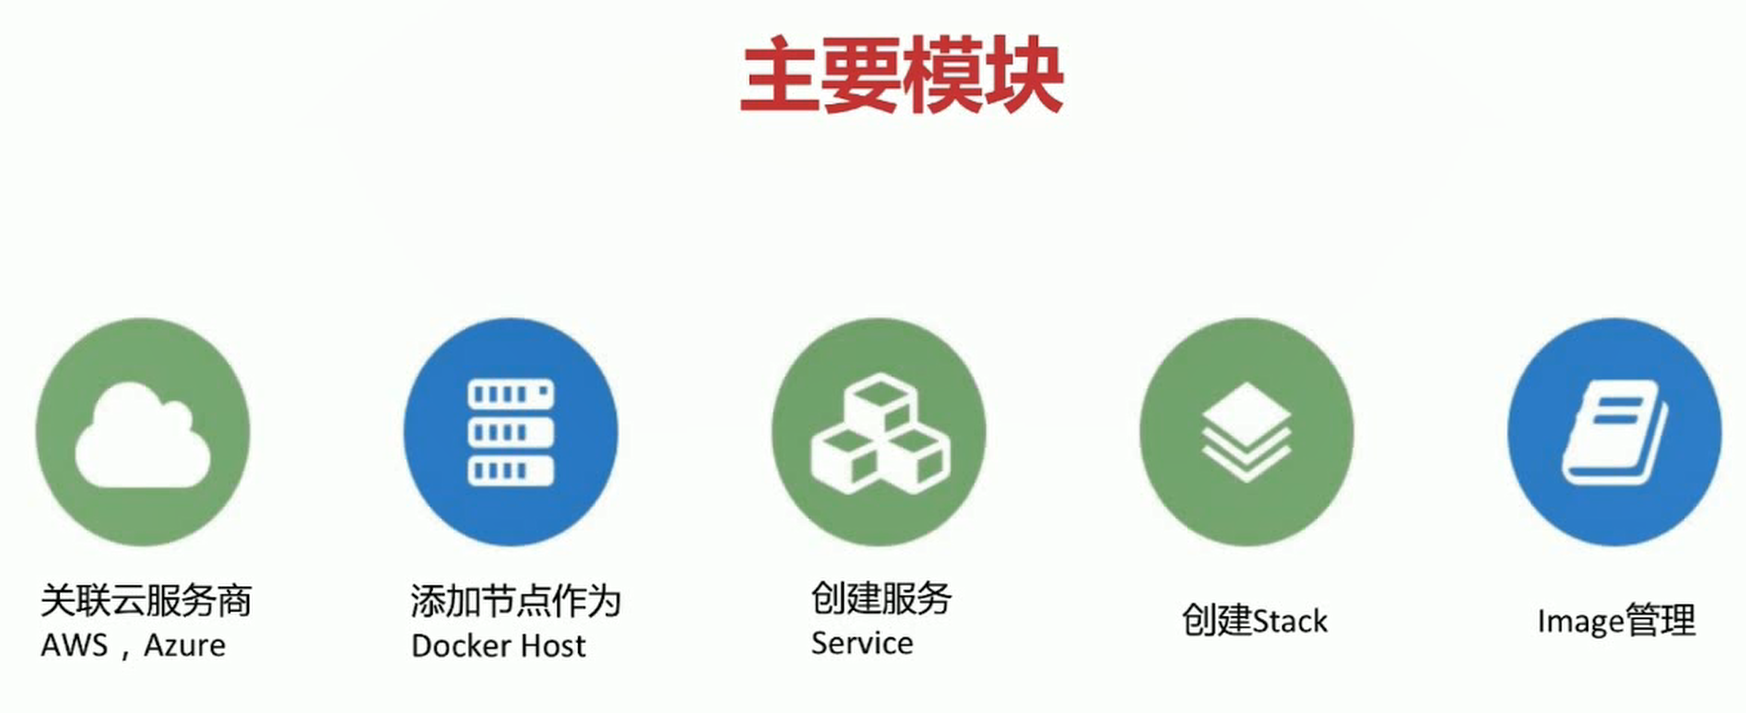 主要模块
关联云服务商
AWS，Azure
添加节点作为
Docker Host
创建服务
Service
创建Stack
Image管理